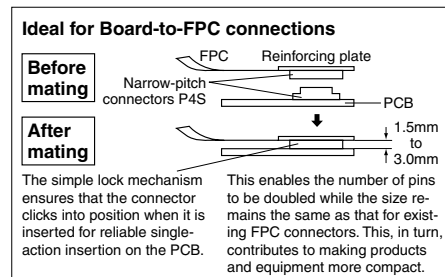 Ideal for Board-to-FPC connections
Before
mating
FPC
Reinforcing plate
Narrow-pitch
connectors P4S
PCB
After
mating
1.5mm
to
3.0mm
The simple lock mechanism
ensures that the connector
clicks into position when it is
inserted for reliable single-
action insertion on the PCB.
This enables the number of pins
to be doubled while the size re-
mains the same as that for exist-
ing FPC connectors. This, in turn,
contributes to making products
and equipment more compact.